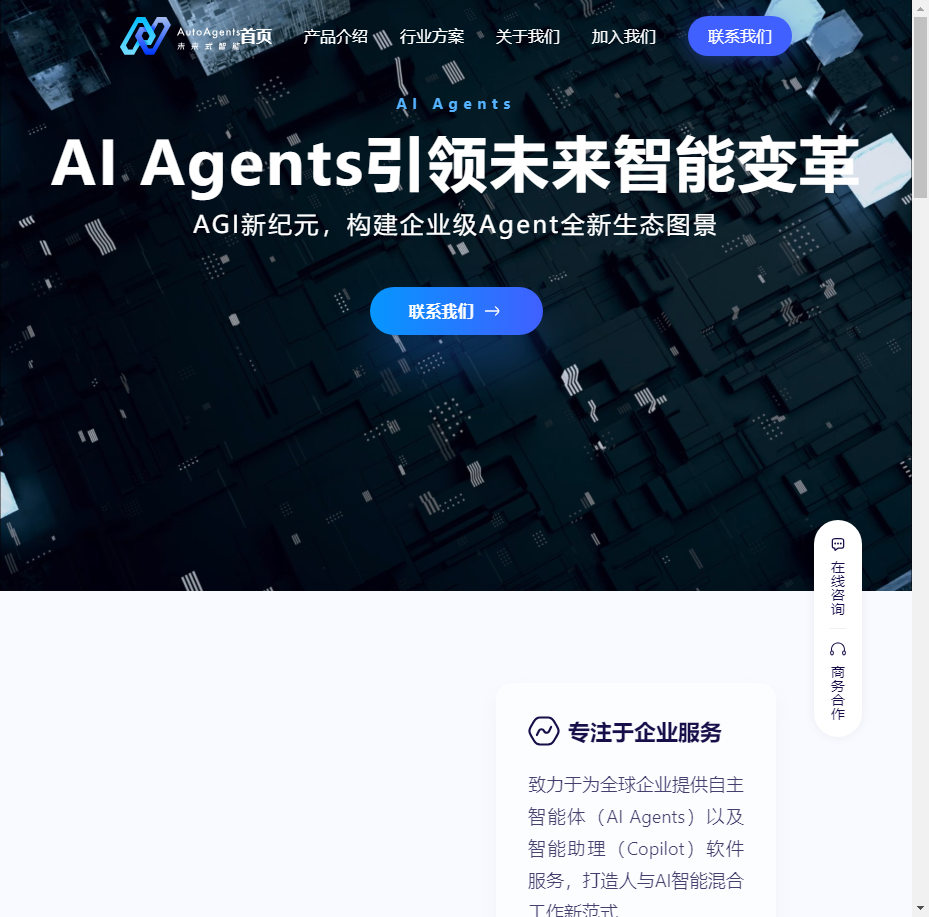 AutoAgents
未来式智能
首页
产品介绍
行业方案
关于我们
加入我们
联系我们
AI Agents
AI Agents引领未来智能变革
AGI新纪元，构建企业级Agent全新生态图景
联系我们
在线咨询
商务合作
专注于企业服务
致力于为全球企业提供自主
智能体（AI Agents）以及
智能助理（Copilot）软件
服务，打造人与AI智能混合
工作新范式